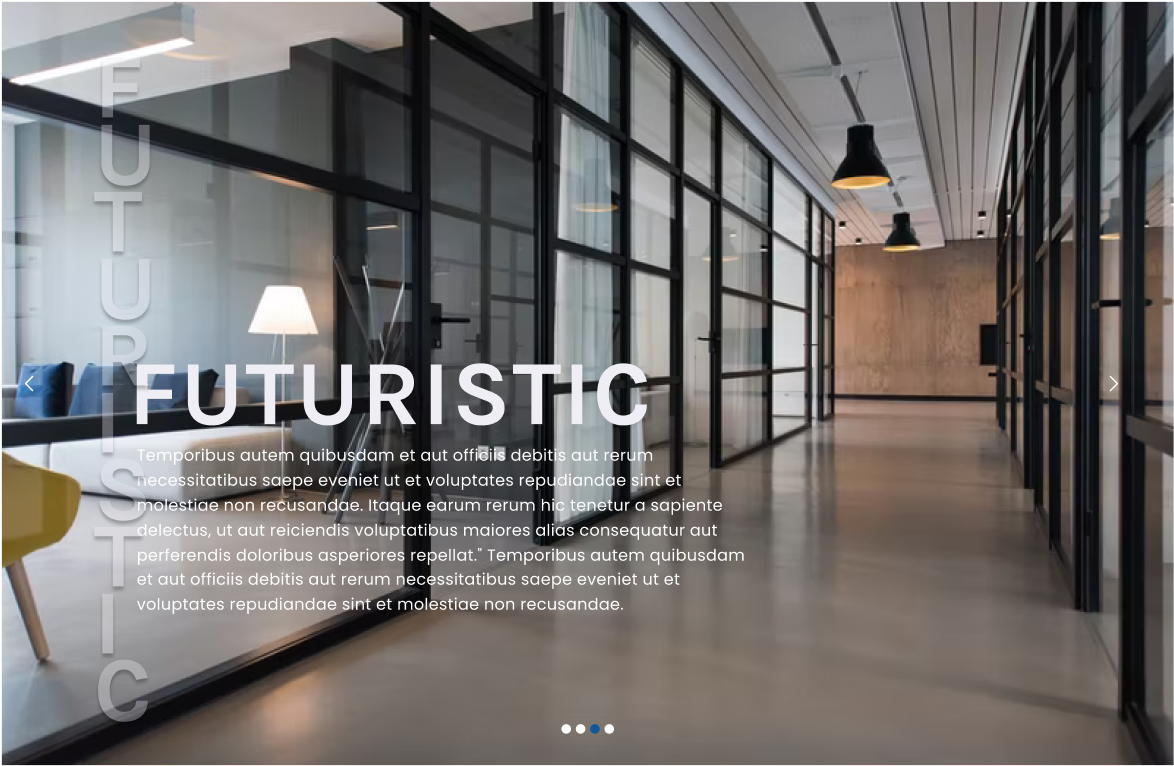 FUTURISTIC
FUTURISTIC
Temporibus autem quibusdam et aut officiis debitis aut rerum
necessitatibus saepe eveniet ut et voluptates repudiandae sint et
molestiae non recusandae. Itaque earum rerum hic tenetur a sapiente
delectus, ut aut reiciendis voluptatibus maiores alias consequatur aut
perferendis doloribus asperiores repellat." Temporibus autem quibusdam
et aut officiis debitis aut rerum necessitatibus saepe eveniet ut et
voluptates repudiandae sint et molestiae non recusandae.